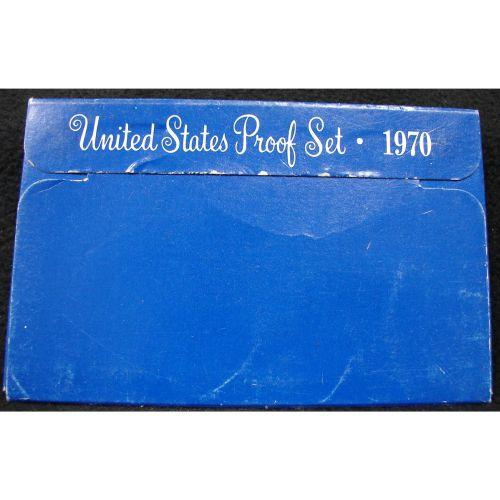 United States Proof Set • 1970